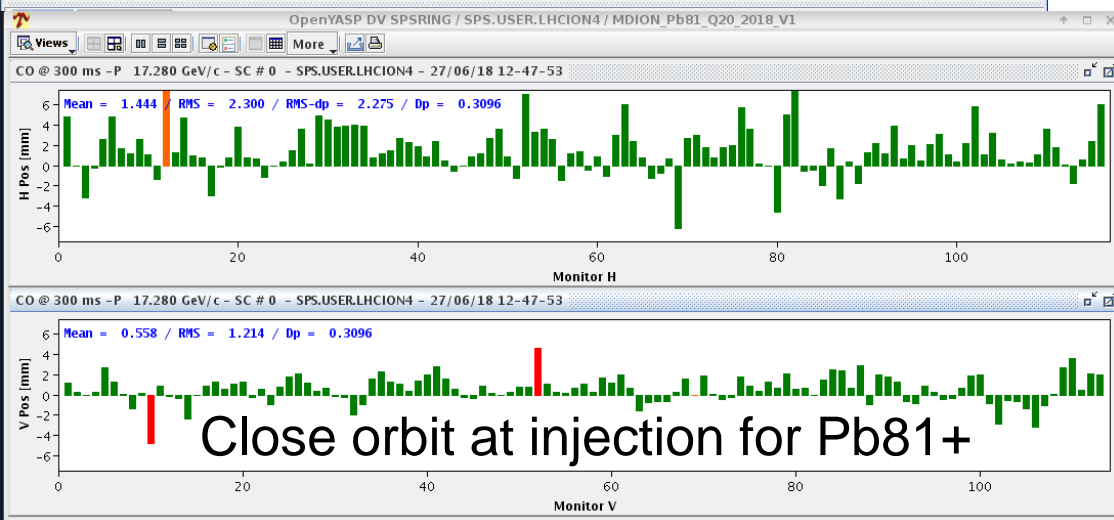 OpenYASP DV SPSRING / SPS.USER.LHCION4 / MDION_Pb81_Q20_2018_V1
Views More
CO @ 300 ms -P 17.280 GeV/c - SC # 0 - SPS.USER.LHCION4 - 27/06/18 12-47-53
Mean = 1.444 / RMS = 2.300 / RMS-dp = 2.275 / Dp = 0.3096
H Pos [mm]
6
4
2
0
-2
-4
-6
0 20 40 60 80 100
Monitor H
CO @ 300 ms -P 17.280 GeV/c - SC # 0 - SPS.USER.LHCION4 - 27/06/18 12-47-53
Mean = 0.558 / RMS = 1.214 / Dp = 0.3096
V Pos [mm]
6
4
2
0
-2
-4
-6
Close orbit at injection for Pb81+
0 20 40 60 80 100
Monitor V